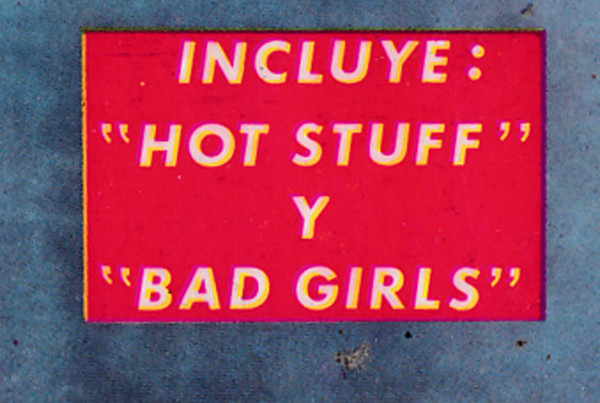 INCLUYE:
"HOT STUFF"
Y
"BAD GIRLS"